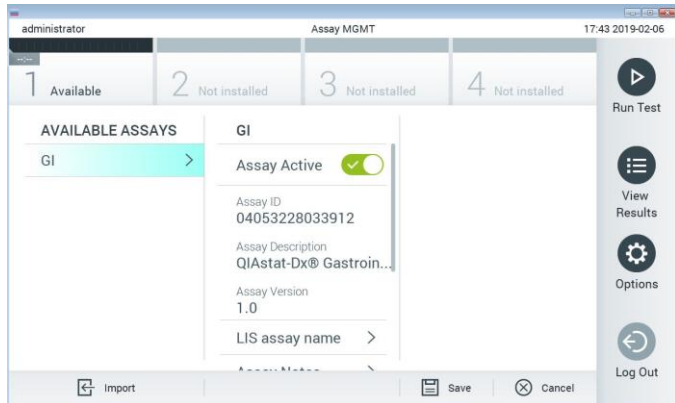 administrator Assay MGMT 17:43 2019-02-06
1 Available 2 Not installed 3 Not installed 4 Not installed
Run Test
AVAILABLE ASSAYS
GI
GI
Assay Active
Assay ID
04053228033912
Assay Description
QIAstat-Dx® Gastroin...
Assay Version
1.0
LIS assay name
View
Results
Options
Log Out
Import
Save
Cancel